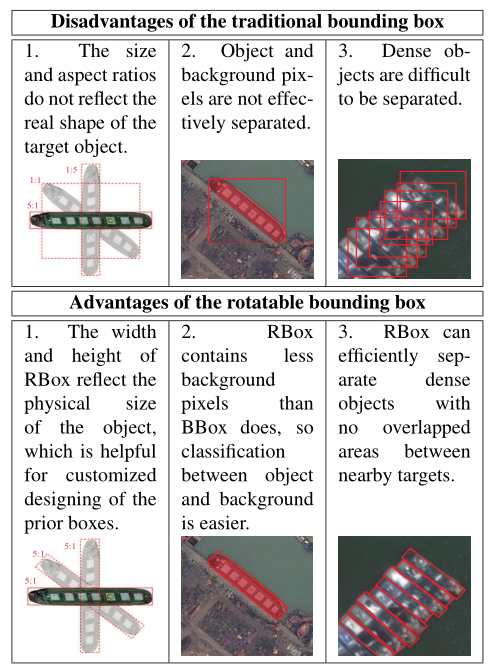 Disadvantages of the traditional bounding box
1. The size
and aspect ratios
do not reflect the
real shape of the
target object.
2. Object and
background pix-
els are not effec-
tively separated.
3. Dense ob-
jects are difficult
to be separated.
1:5
1:1
5:1
Advantages of the rotatable bounding box
1. The width
and height of
RBox reflect the
physical size
of the object,
which is helpful
for customized
designing of the
prior boxes.
2. RBox
contains less
background
pixels than
BBox does, so
classification
between object
and background
is easier.
3. RBox can
efficiently sep-
arate dense
objects with
no overlapped
areas between
nearby targets.
5:1
5:1
5:1